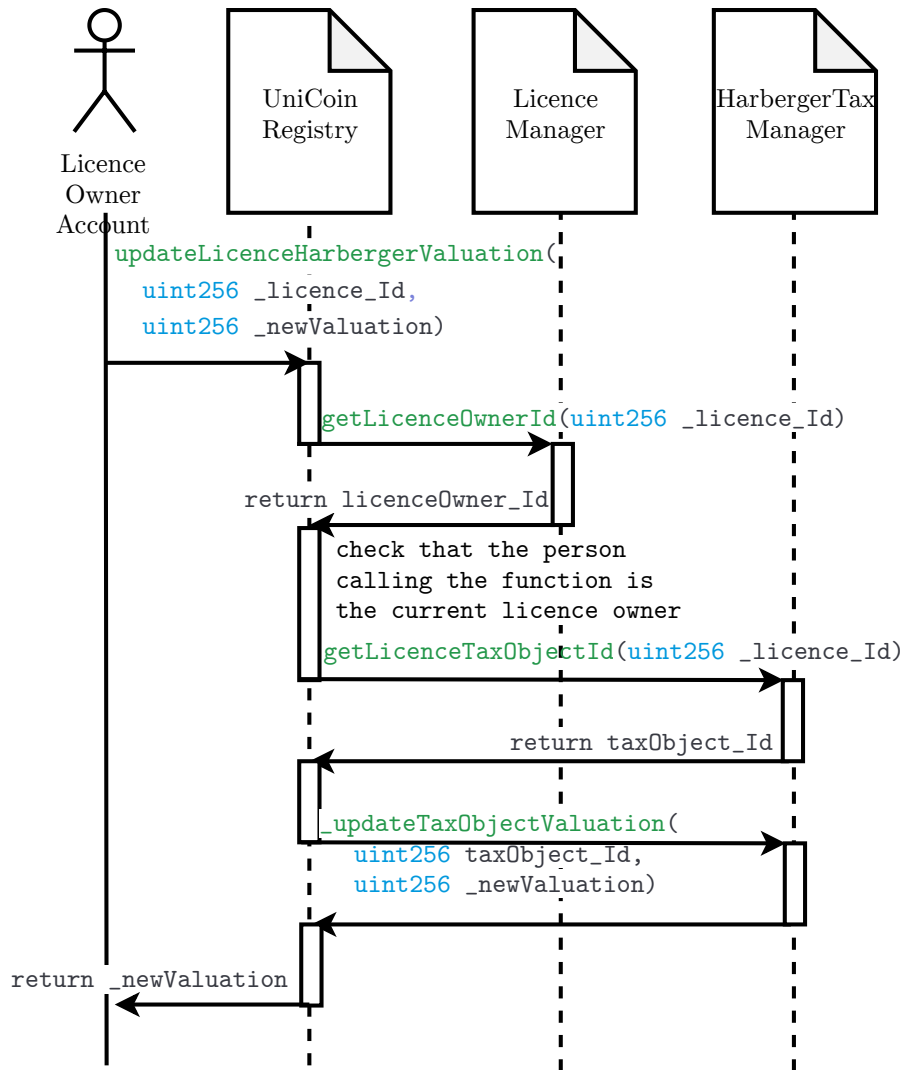 Licence
Owner
Account
UniCoin
Registry
Licence
Manager
HarbergerTax
Manager
updateLicenceHarbergerValuation(
uint256 _licence_Id,
uint256 _newValuation)
getLicenceOwnerId(uint256 _licence_Id)
return licenceOwner_Id
check that the person
calling the function is
the current licence owner
getLicenceTaxObjectId(uint256 _licence_Id)
return taxObject_Id
_updateTaxObjectValuation(
uint256 taxObject_Id,
uint256 _newValuation)
return _newValuation